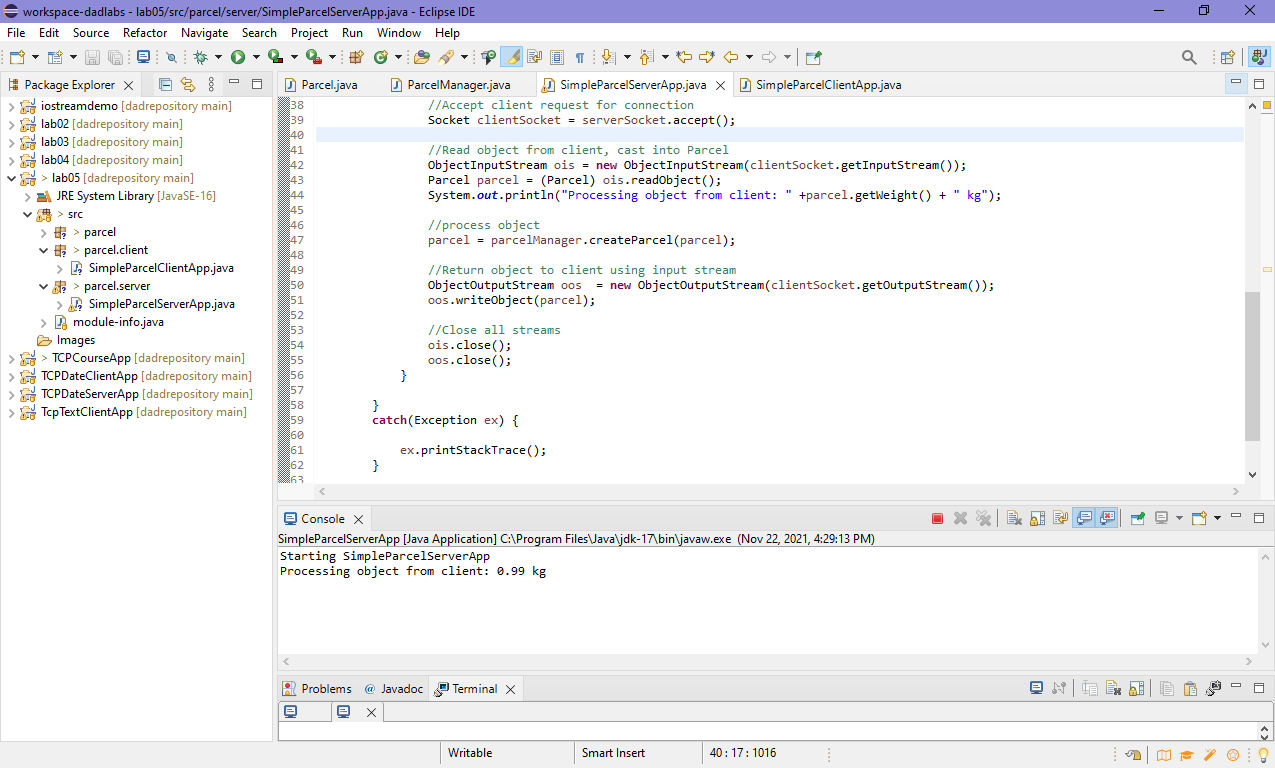 workspace-dadlabs - lab05/src/parcel/server/SimpleParcelServerApp.java - Eclipse IDE
File Edit Source Refactor Navigate Search Project Run Window Help
Package Explorer
iostreamdemo [dadrepository main]
lab02 [dadrepository main]
lab03 [dadrepository main]
lab04 [dadrepository main]
> lab05 [dadrepository main]
JRE System Library [JavaSE-16]
> src
> parcel
> parcel.client
SimpleParcelClientApp.java
> parcel.server
SimpleParcelServerApp.java
module-info.java
Images
> TCPCourseApp [dadrepository main]
TCPDateClientApp [dadrepository main]
TCPDateServerApp [dadrepository main]
TcpTextClientApp [dadrepository main]
Parcel.java ParcelManager.java SimpleParcelServerApp.java SimpleParcelClientApp.java
38 //Accept client request for connection
39 Socket clientSocket = serverSocket.accept();
40
41 //Read object from client, cast into Parcel
42 ObjectInputStream ois = new ObjectInputStream(clientSocket.getInputStream());
43 Parcel parcel = (Parcel) ois.readObject();
44 System.out.println("Processing object from client: " +parcel.getWeight() + " kg");
45
46 //process object
47 parcel = parcelManager.createParcel(parcel);
48
49 //Return object to client using input stream
50 ObjectOutputStream oos  = new ObjectOutputStream(clientSocket.getOutputStream());
51 oos.writeObject(parcel);
52
53 //Close all streams
54 ois.close();
55 oos.close();
56 }
57
58 }
59 catch(Exception ex) {
60
61 ex.printStackTrace();
62 }
63
Console
SimpleParcelServerApp [Java Application] C:\Program Files\Java\jdk-17\bin\javaw.exe (Nov 22, 2021, 4:29:13 PM)
Starting SimpleParcelServerApp
Processing object from client: 0.99 kg
Problems @ Javadoc Terminal
Writable Smart Insert 40 : 17 : 1016